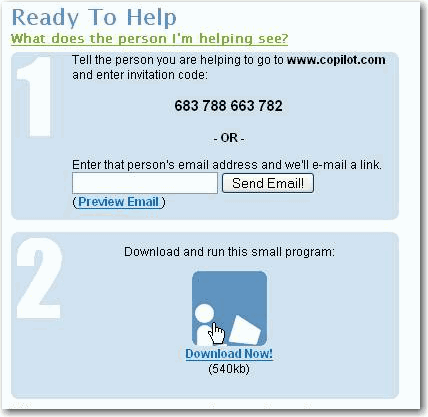 Ready To Help
What does the person I'm helping see?
1
Tell the person you are helping to go to www.copilot.com
and enter invitation code:
683 788 663 782
- OR -
Enter that person's email address and we'll e-mail a link.
Send Email!
(Preview Email)
2
Download and run this small program:
Download Now!
(540kb)